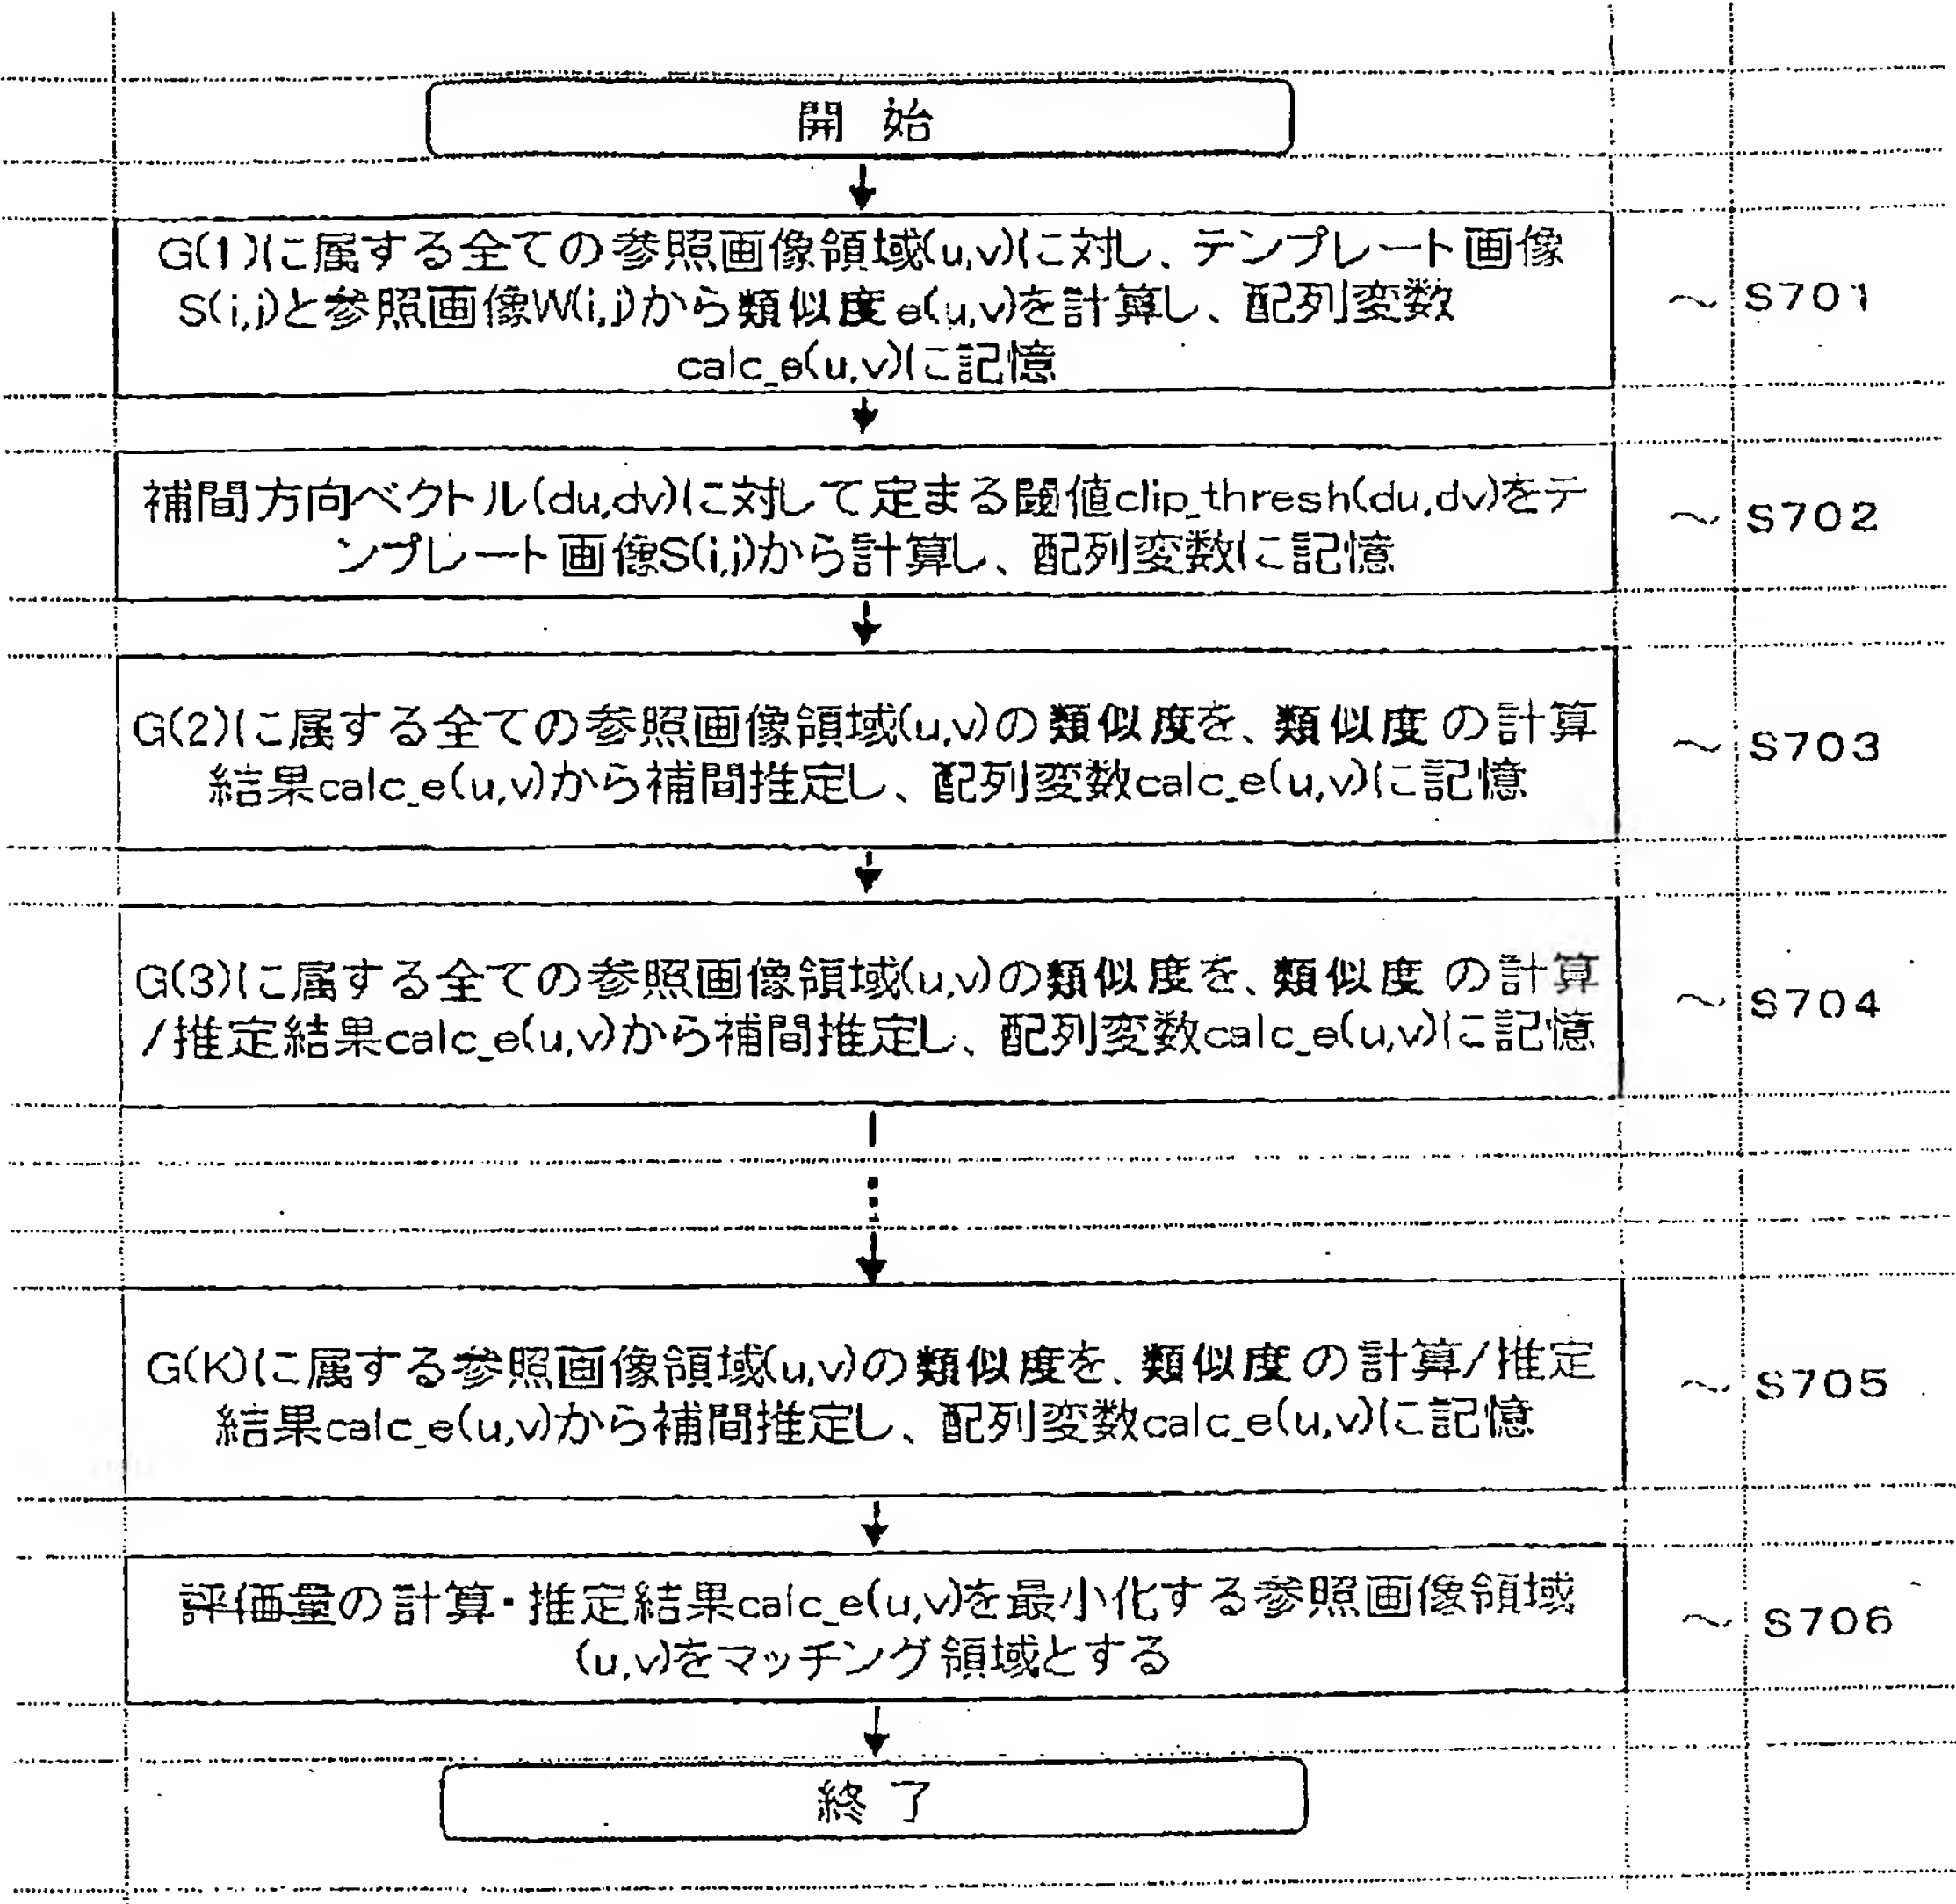 開 始
G(1)に属する全ての参照画像領域(u,v)に対し、テンプレート画像
S(i,j)と参照画像W(i,j)から類似度e(u,v)を計算し、配列変数
calc_e(u,v)に記憶
~ S701
補間方向ベクトル(du,dv)に対して定まる閾値clip_thresh(du,dv)をテ
ンプレート画像S(i,j)から計算し、配列変数に記憶
~ S702
G(2)に属する全ての参照画像領域(u,v)の類似度を、類似度の計算
結果calc_e(u,v)から補間推定し、配列変数calc_e(u,v)に記憶
~ S703
G(3)に属する全ての参照画像領域(u,v)の類似度を、類似度の計算
/推定結果calc_e(u,v)から補間推定し、配列変数calc_e(u,v)に記憶
~ S704
G(K)に属する参照画像領域(u,v)の類似度を、類似度の計算/推定
結果calc_e(u,v)から補間推定し、配列変数calc_e(u,v)に記憶
~ S705
評価量の計算・推定結果calc_e(u,v)を最小化する参照画像領域
(u,v)をマッチング領域とする
~ S706
終 了